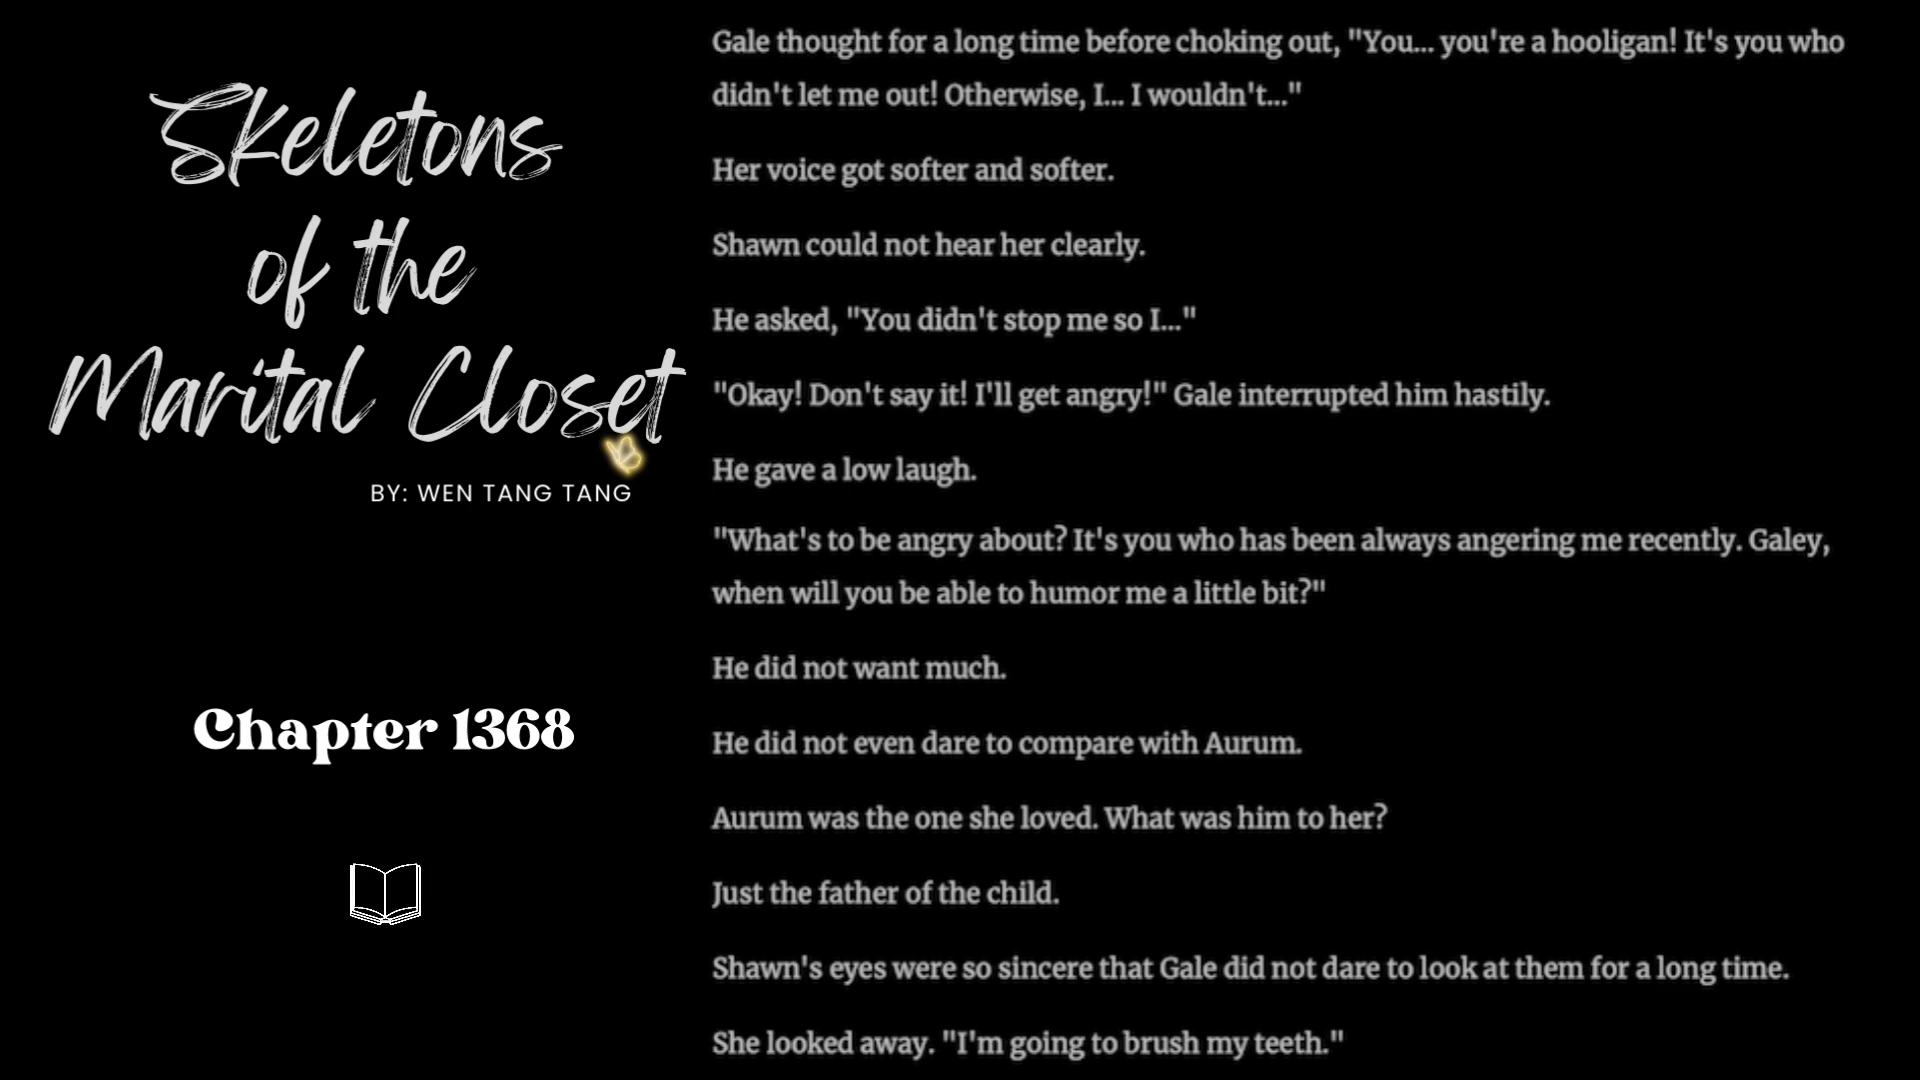 Skeletons
of the
Marital Closet
BY: WEN TANG TANG
Chapter 1368
Gale thought for a long time before choking out, "You... you're a hooligan! It's you who
didn't let me out! Otherwise, I... I wouldn't..."
Her voice got softer and softer.
Shawn could not hear her clearly.
He asked, "You didn't stop me so I..."
"Okay! Don't say it! I'll get angry!" Gale interrupted him hastily.
He gave a low laugh.
"What's to be angry about? It's you who has been always angering me recently. Galey,
when will you be able to humor me a little bit?"
He did not want much.
He did not even dare to compare with Aurum.
Aurum was the one she loved. What was him to her?
Just the father of the child.
Shawn's eyes were so sincere that Gale did not dare to look at them for a long time.
She looked away. "I'm going to brush my teeth."